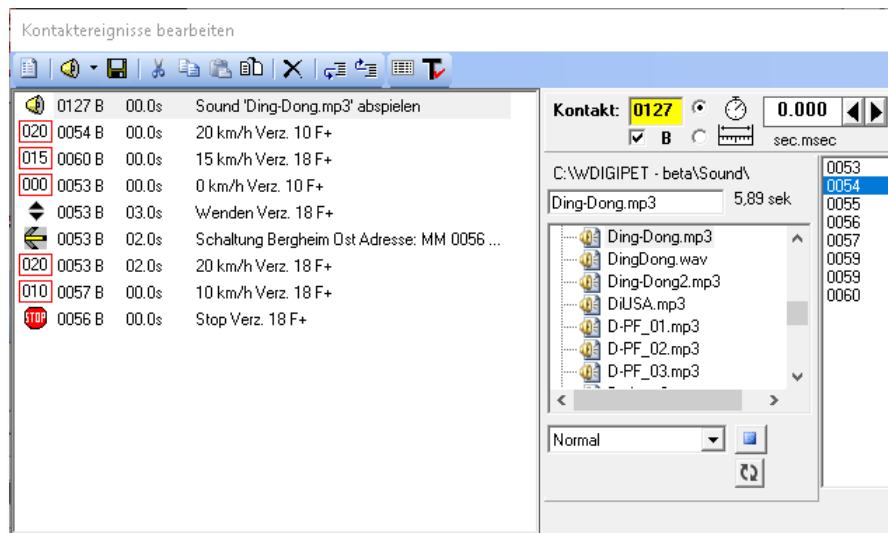 Kontaktereignisse bearbeiten
0127 B 00.0s Sound 'Ding-Dong.mp3' abspielen
020 0054 B 00.0s 20 km/h Verz. 10 F+
015 0060 B 00.0s 15 km/h Verz. 18 F+
000 0053 B 00.0s 0 km/h Verz. 10 F+
0053 B 03.0s Wenden Verz. 18 F+
0053 B 02.0s Schaltung Bergheim Ost Adresse: MM 0056 ...
020 0053 B 02.0s 20 km/h Verz. 18 F+
010 0057 B 00.0s 10 km/h Verz. 18 F+
STOP 0056 B 00.0s Stop Verz. 18 F+
Kontakt: 0127 0.000
B sec.msec
C:\WDIGIPET - beta\Sound\
Ding-Dong.mp3 5,89 sek
Ding-Dong.mp3
DingDong.wav
Ding-Dong2.mp3
DiUSA.mp3
D-PF_01.mp3
D-PF_02.mp3
D-PF_03.mp3
Normal
0053
0054
0055
0056
0057
0059
0059
0060